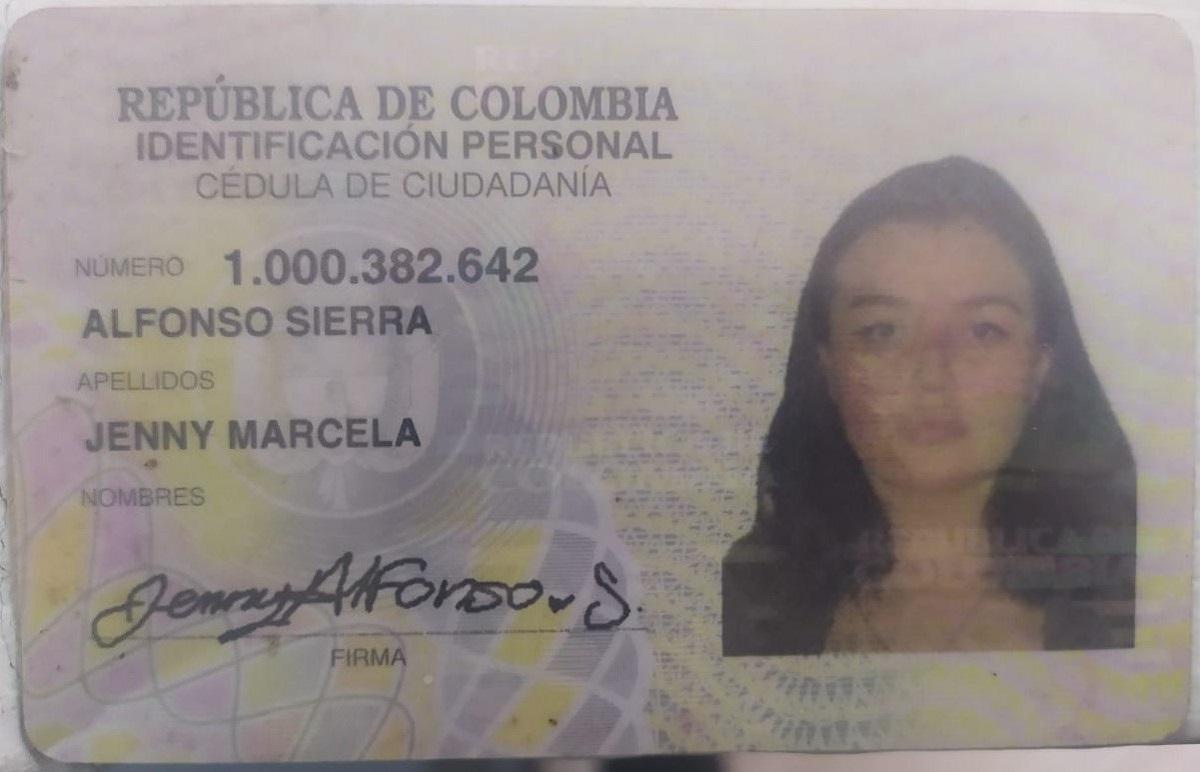 REPÚBLICA DE COLOMBIA
IDENTIFICACIÓN PERSONAL
CÉDULA DE CIUDADANÍA
NÚMERO 1.000.382.642
ALFONSO SIERRA
APELLIDOS
JENNY MARCELA
NOMBRES
Jenny Alfonso S.
FIRMA